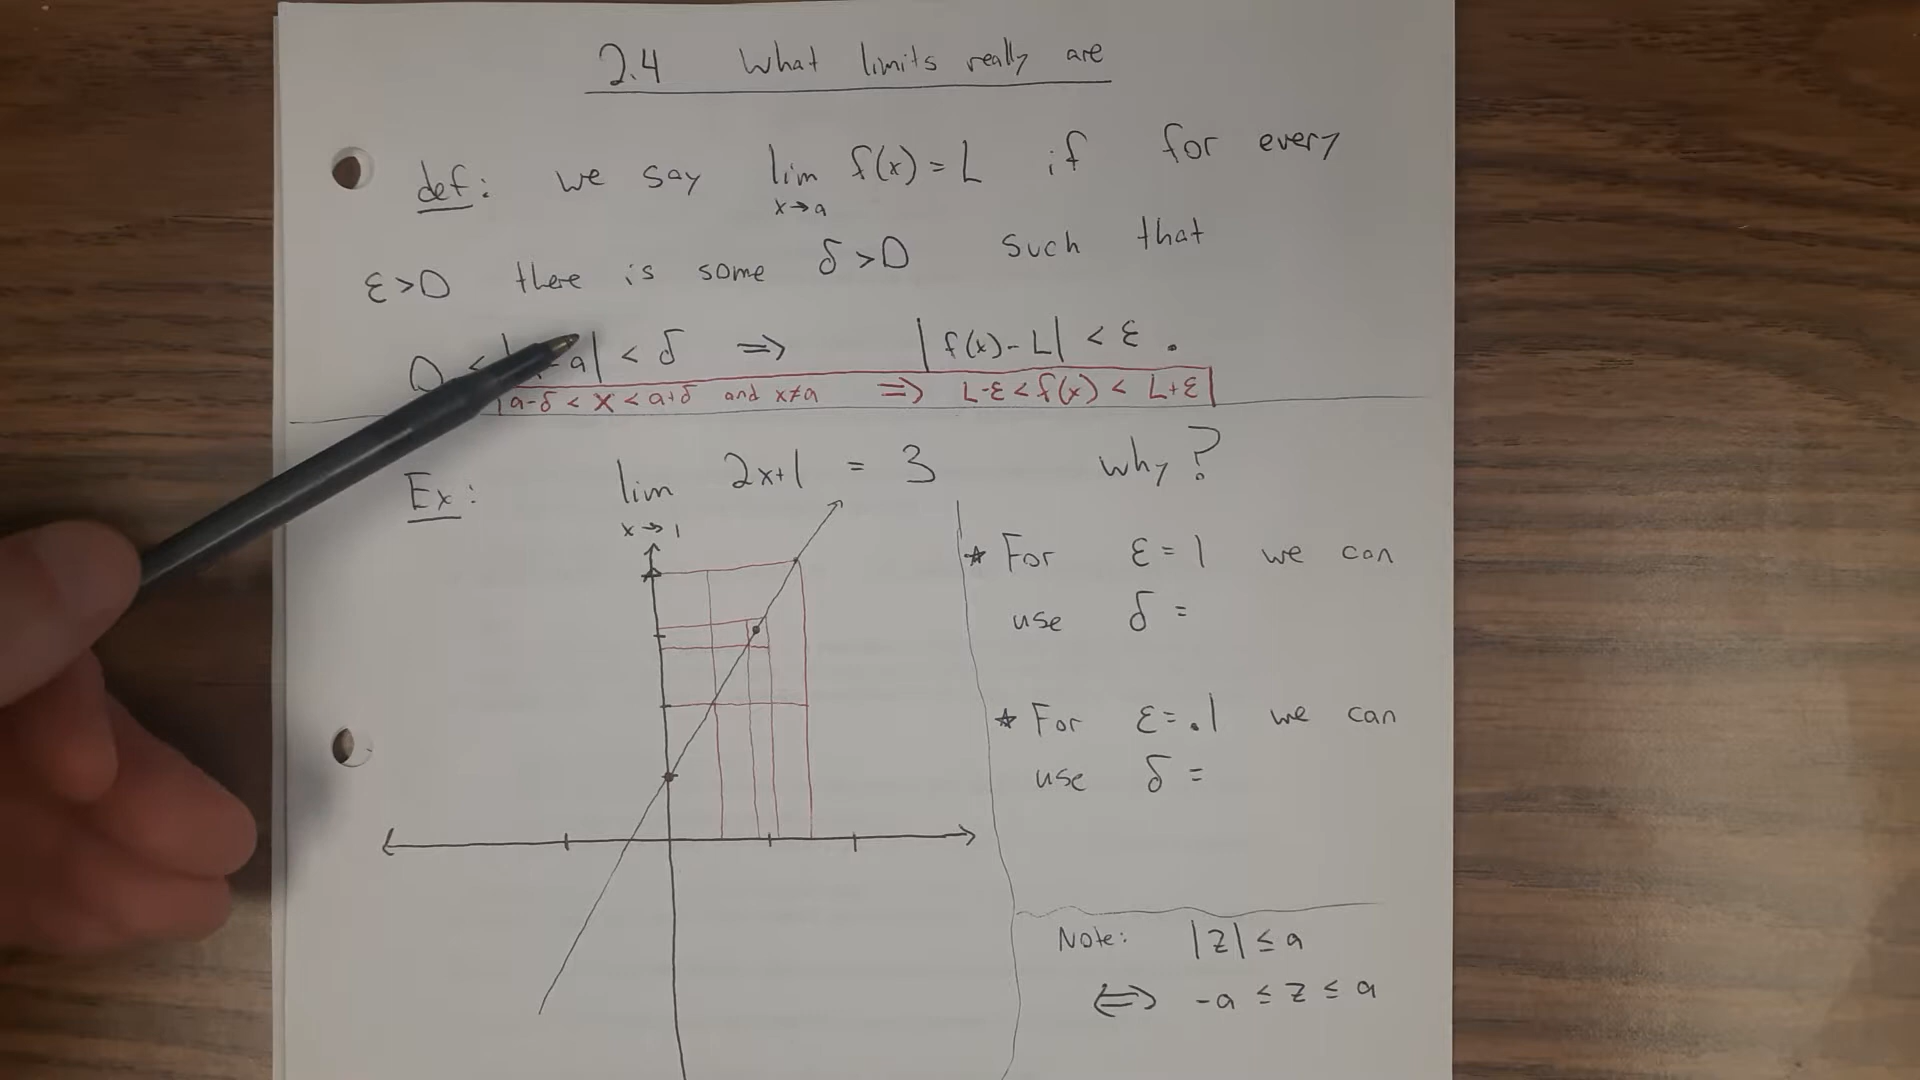 2.4 What limits really are
def: we say lim x→a f(x) = L if for every
ε>0 there is some δ>0 such that
0 < - a| < δ ⇒ |f(x) - L| < ε.
a-δ < x < a+δ and x≠a ⇒ L-ε < f(x) < L+ε
Ex: lim x→1 2x+1 = 3 why?
* For ε = 1 we can
use δ =
* For ε = .1 we can
use δ =
Note: |z| ≤ a
⇔ -a ≤ z ≤ a